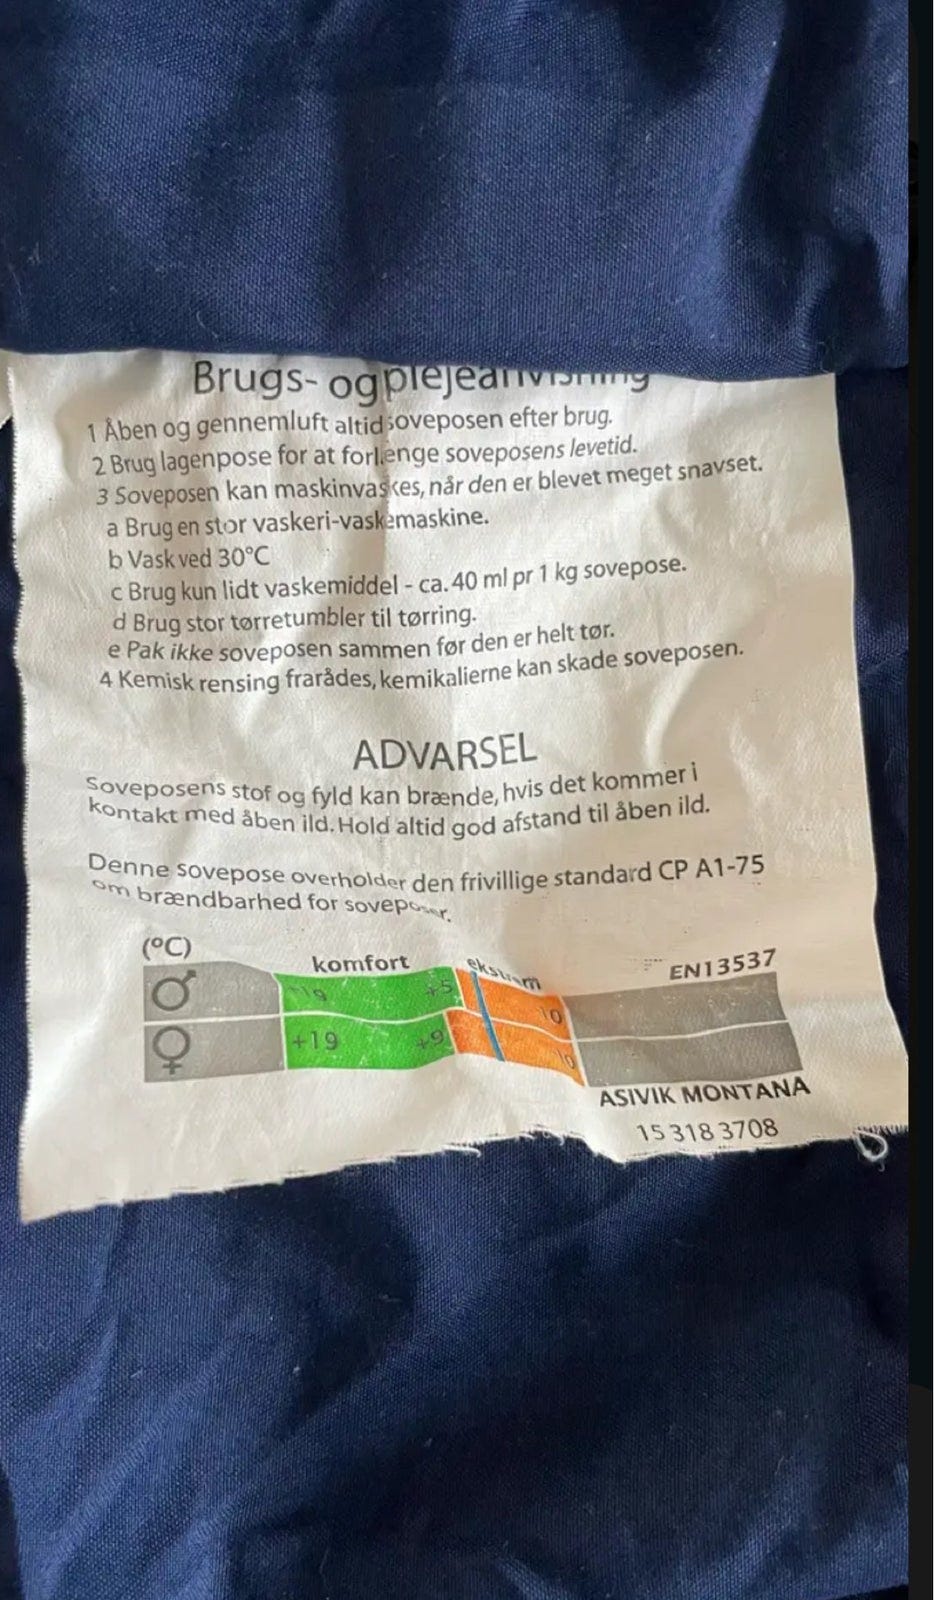 Brugs- og plejeanvisning
1 Åben og gennemluft altid soveposen efter brug.
2 Brug lagenpose for at forlænge soveposens levetid.
3 Soveposen kan maskinvaskes, når den er blevet meget snavset.
a Brug en stor vaskeri-vaskemaskine.
b Vask ved 30°C
c Brug kun lidt vaskemiddel - ca. 40 ml pr 1 kg sovepose.
d Brug stor tørretumbler til tørring.
e Pak ikke soveposen sammen før den er helt tør.
4 Kemisk rensing frarådes, kemikalierne kan skade soveposen.
ADVARSEL
Soveposens stof og fyld kan brænde, hvis det kommer i
kontakt med åben ild. Hold altid god afstand til åben ild.
Denne sovepose overholder den frivillige standard CP A1-75
om brændbarhed for soveposer.
(°C) komfort ekstrem EN13537
♂ +19 +5 10
♀ +19 +9 10
ASIVIK MONTANA
15 318 3708